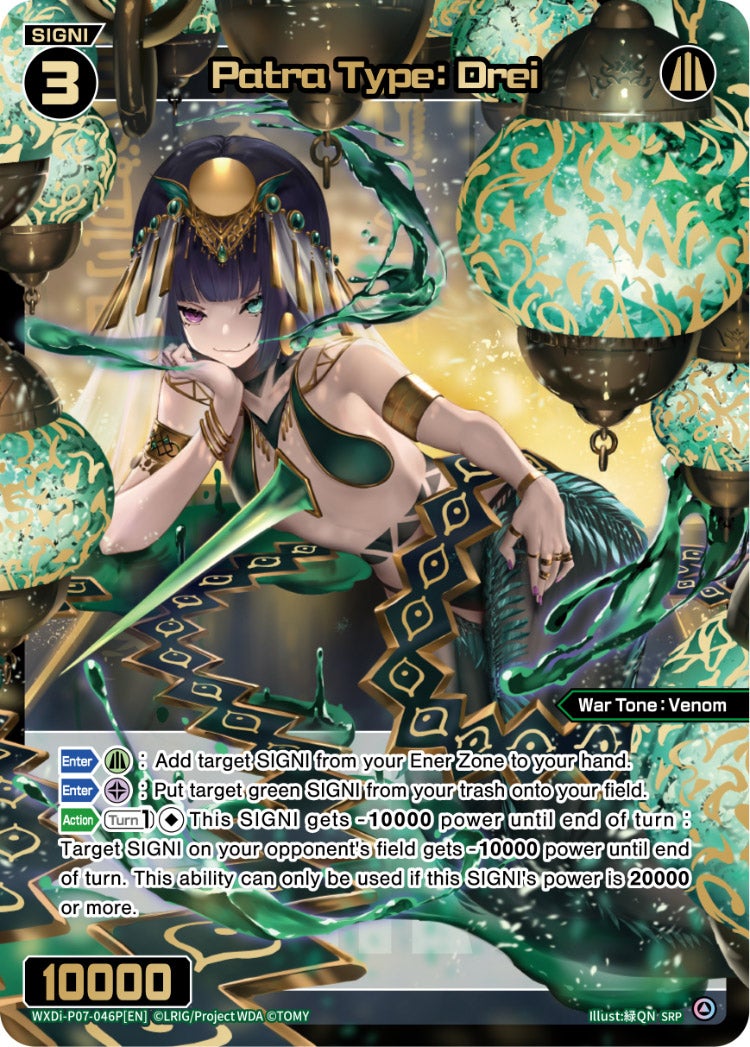 SIGNI
3
Patra Type: Drei
War Tone : Venom
Enter : Add target SIGNI from your Ener Zone to your hand.
Enter : Put target green SIGNI from your trash onto your field.
Action Turn 1 This SIGNI gets -10000 power until end of turn :
Target SIGNI on your opponent's field gets -10000 power until end
of turn. This ability can only be used if this SIGNI's power is 20000
or more.
10000
WXDi-P07-046P[EN] ©LRIG/Project WDA ©TOMY
Illust:緑QN SRP